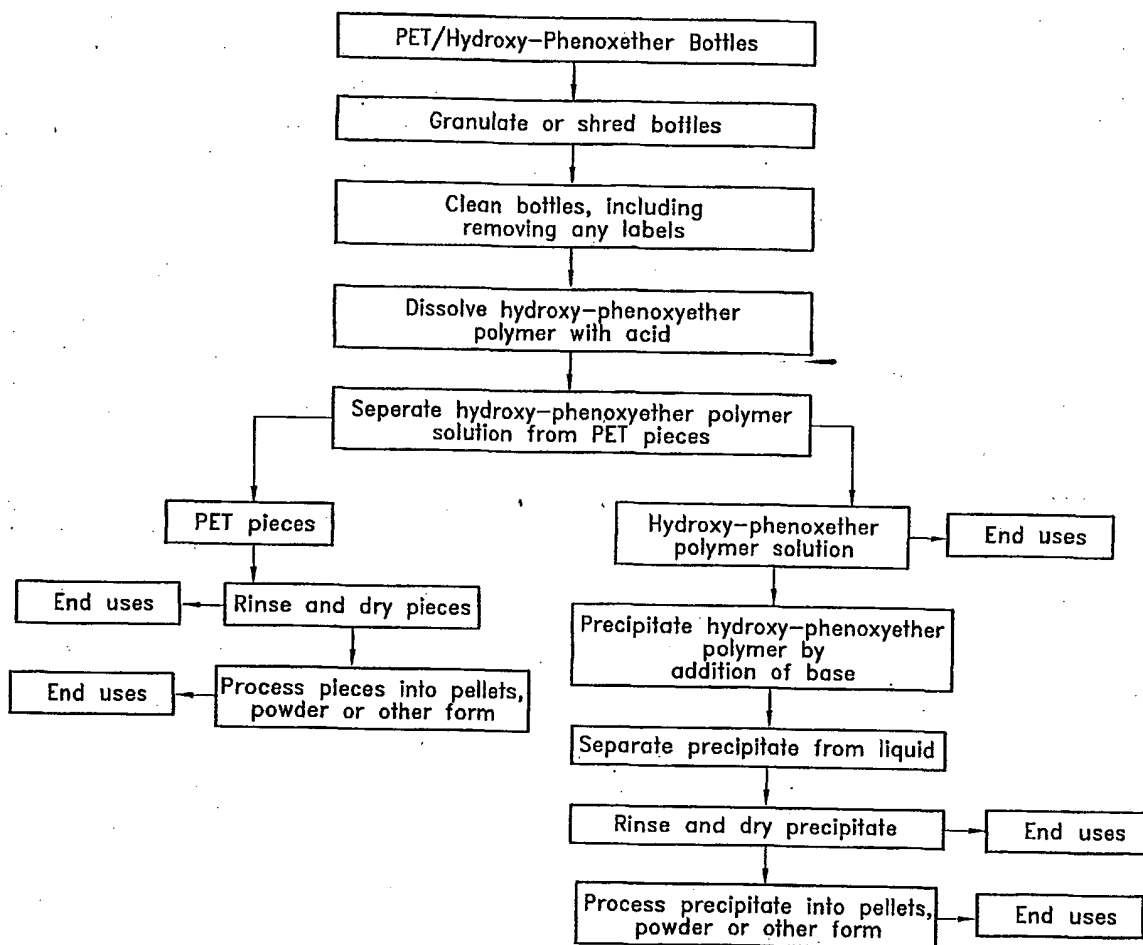 PET/Hydroxy-Phenoxether Bottles
Granulate or shred bottles
Clean bottles, including
removing any labels
Dissolve hydroxy-phenoxyether
polymer with acid
Seperate hydroxy-phenoxyether polymer
solution from PET pieces
PET pieces
Hydroxy-phenoxether
polymer solution
End uses
End uses
Rinse and dry pieces
Precipitate hydroxy-phenoxyether
polymer by
addition of base
End uses
Process pieces into pellets,
powder or other form
Separate precipitate from liquid
Rinse and dry precipitate
End uses
Process precipitate into pellets,
powder or other form
End uses